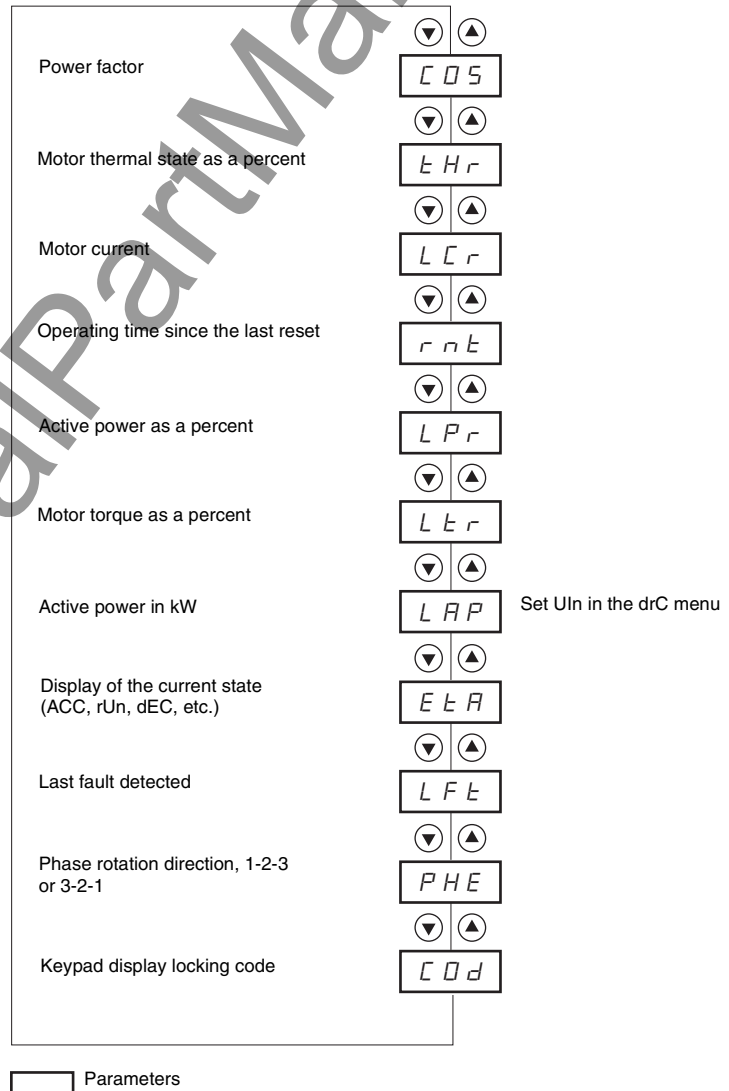 Power factor
COS
Motor thermal state as a percent
tHr
Motor current
LCr
Operating time since the last reset
rnt
Active power as a percent
LPr
Motor torque as a percent
Ltr
Active power in kW
LAP
Set UIn in the drC menu
Display of the current state
(ACC, rUn, dEC, etc.)
EtA
Last fault detected
LFt
Phase rotation direction, 1-2-3
or 3-2-1
PHE
Keypad display locking code
COd
Parameters